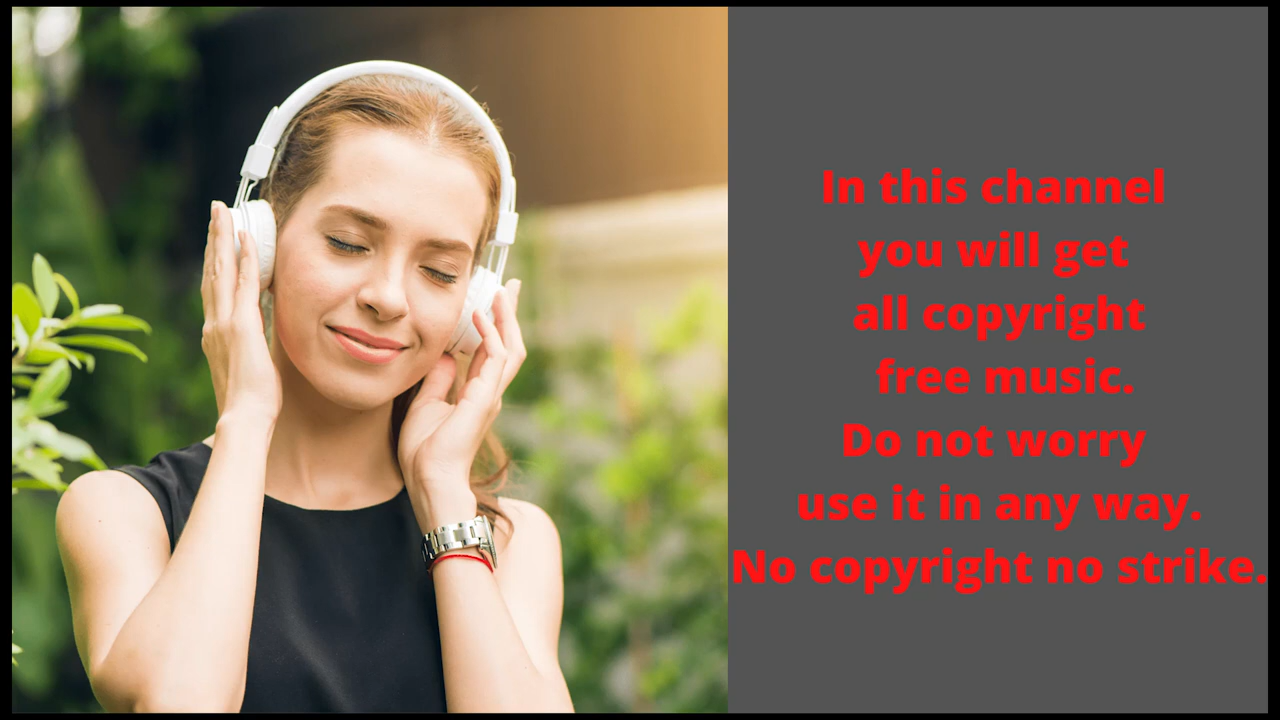 In this channel
you will get
all copyright
free music.
Do not worry
use it in any way.
No copyright no strike.